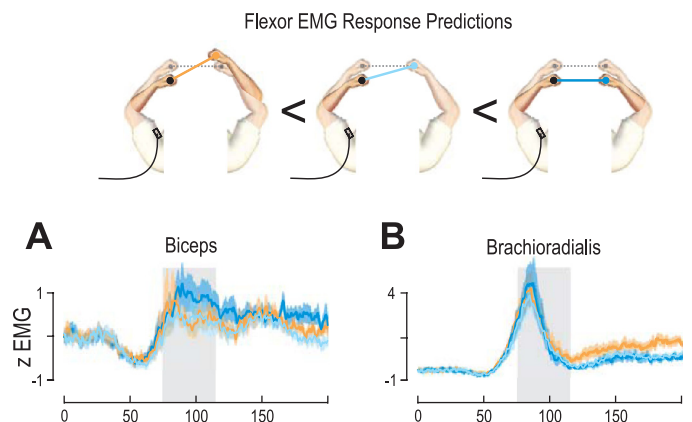 Flexor EMG Response Predictions
< <
A B
Biceps Brachioradialis
1 4
z EMG
-1 -1
0 50 100 150 0 50 100 150